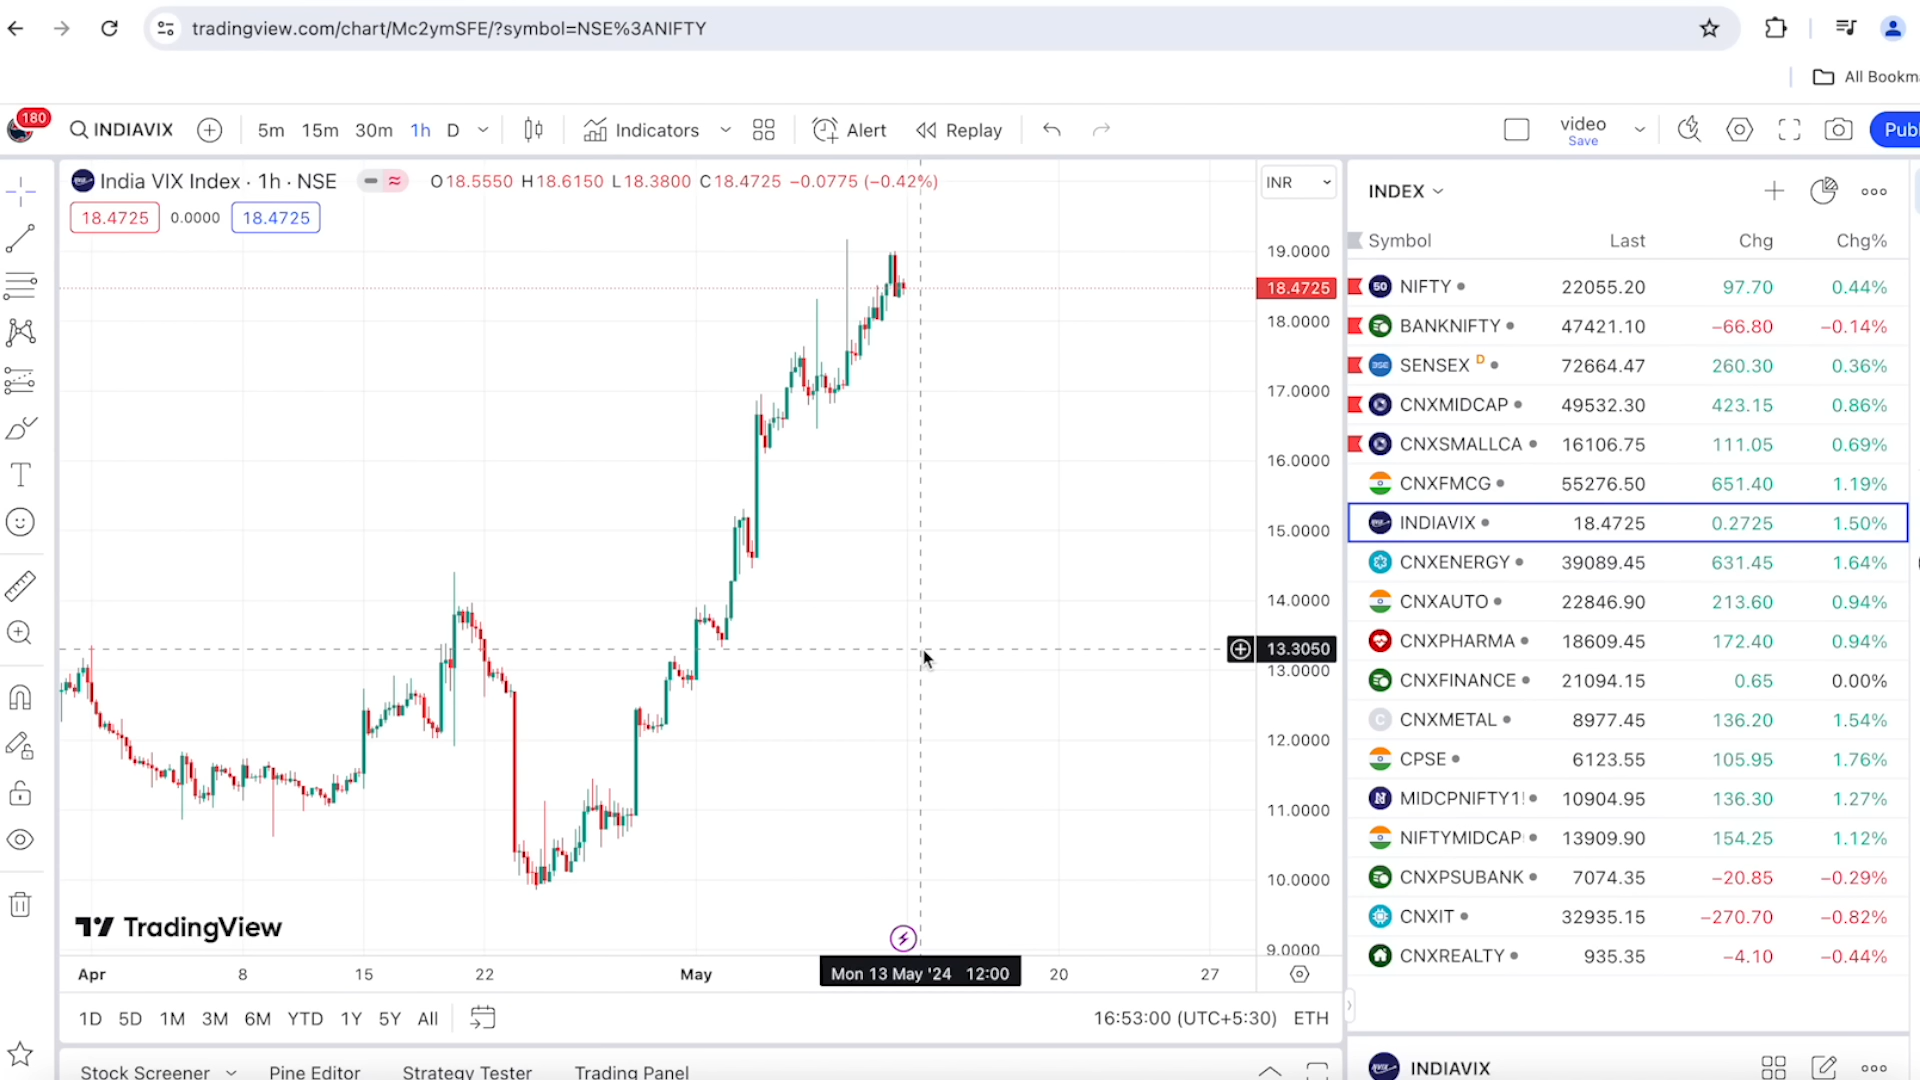 tradingview.com/chart/Mc2ymSFE/?symbol=NSE%3ANIFTY
All Bookma
180 INDIAVIX 5m 15m 30m 1h D Indicators Alert Replay video Save Publ
India VIX Index · 1h · NSE O18.5550 H18.6150 L18.3800 C18.4725 −0.0775 (−0.42%) INR
18.4725 0.0000 18.4725
19.0000
18.4725
18.0000
17.0000
16.0000
15.0000
14.0000
13.3050
13.0000
12.0000
11.0000
10.0000
9.0000
TradingView
Apr 8 15 22 May Mon 13 May '24 12:00 20 27
1D 5D 1M 3M 6M YTD 1Y 5Y All 16:53:00 (UTC+5:30) ETH
Stock Screener Pine Editor Strategy Tester Trading Panel
INDEX
Symbol Last Chg Chg%
50 NIFTY 22055.20 97.70 0.44%
BANKNIFTY 47421.10 −66.80 −0.14%
BSE SENSEX D 72664.47 260.30 0.36%
CNXMIDCAP 49532.30 423.15 0.86%
CNXSMALLCA 16106.75 111.05 0.69%
CNXFMCG 55276.50 651.40 1.19%
INDIAVIX 18.4725 0.2725 1.50%
CNXENERGY 39089.45 631.45 1.64%
CNXAUTO 22846.90 213.60 0.94%
CNXPHARMA 18609.45 172.40 0.94%
CNXFINANCE 21094.15 0.65 0.00%
C CNXMETAL 8977.45 136.20 1.54%
CPSE 6123.55 105.95 1.76%
MIDCPNIFTY1! 10904.95 136.30 1.27%
NIFTYMIDCAP 13909.90 154.25 1.12%
CNXPSUBANK 7074.35 −20.85 −0.29%
CNXIT 32935.15 −270.70 −0.82%
CNXREALTY 935.35 −4.10 −0.44%
INDIAVIX